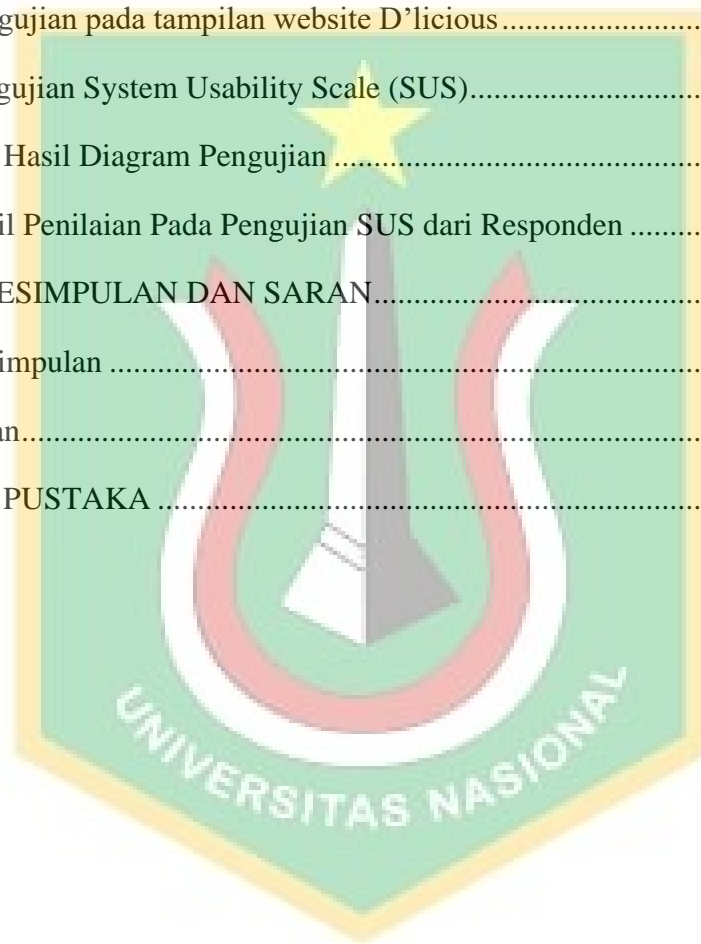 gujian pada tampilan website D’licious..........................
gujian System Usability Scale (SUS)..............................
Hasil Diagram Pengujian ...............................................
il Penilaian Pada Pengujian SUS dari Responden .........
ESIMPULAN DAN SARAN..........................................
impulan ..........................................................................
an.....................................................................................
PUSTAKA .....................................................................
UNIVERSITAS NASIONAL